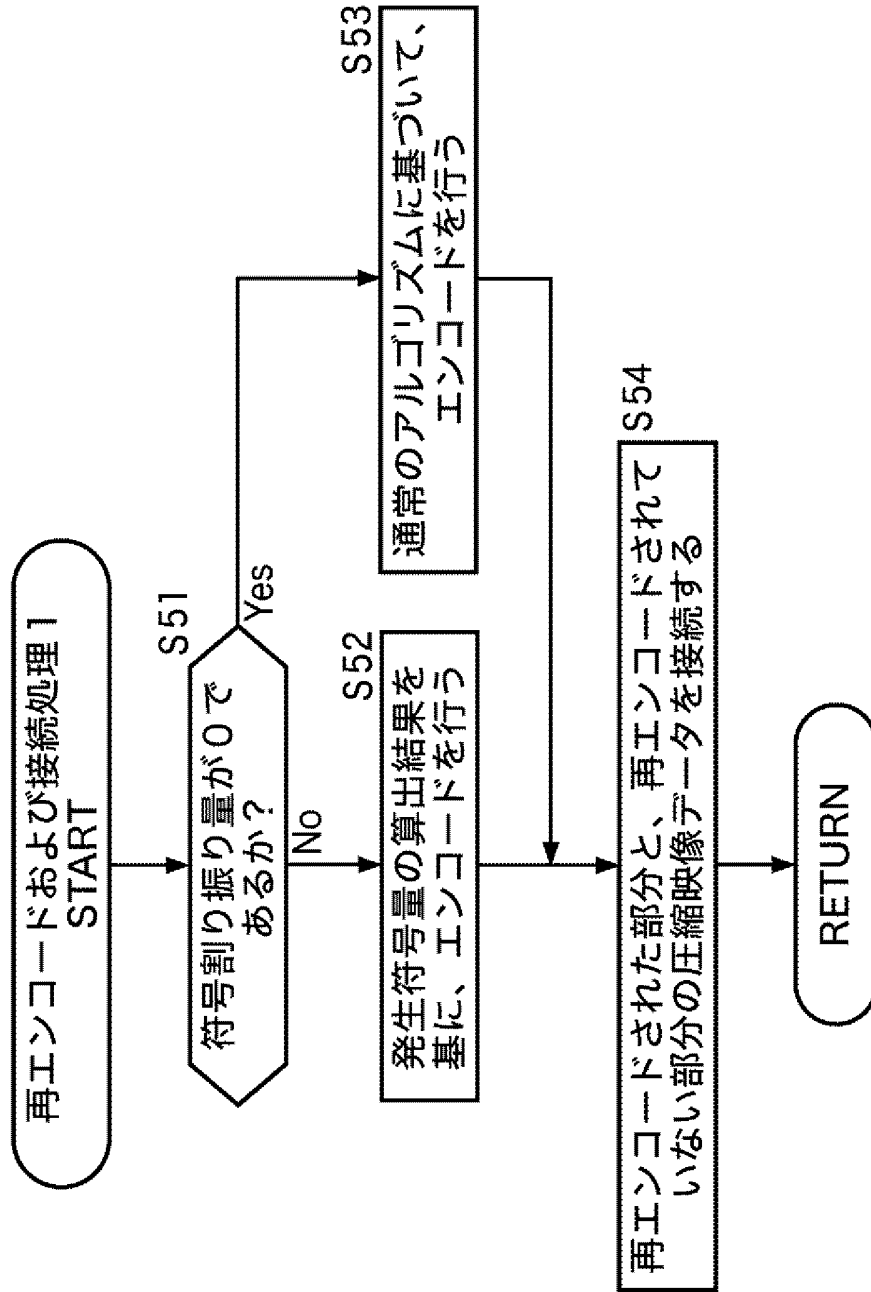 再エンコードおよび接続処理1
START
S51
符号割り振り量が0で
あるか?
Yes
No
S52
発生符号量の算出結果を
基に、エンコードを行う
S53
通常のアルゴリズムに基づいて、
エンコードを行う
S54
再エンコードされた部分と、再エンコードされて
いない部分の圧縮映像データを接続する
RETURN